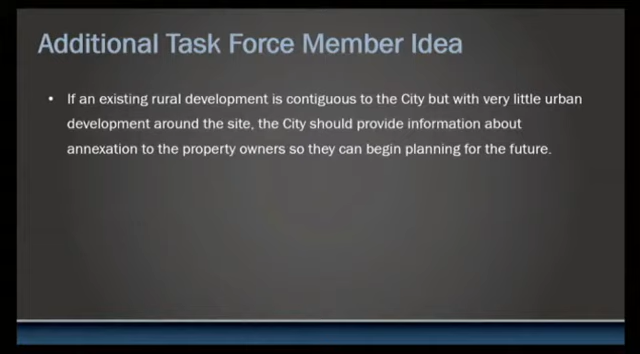 Additional Task Force Member Idea
• If an existing rural development is contiguous to the City but with very little urban
development around the site, the City should provide information about
annexation to the property owners so they can begin planning for the future.